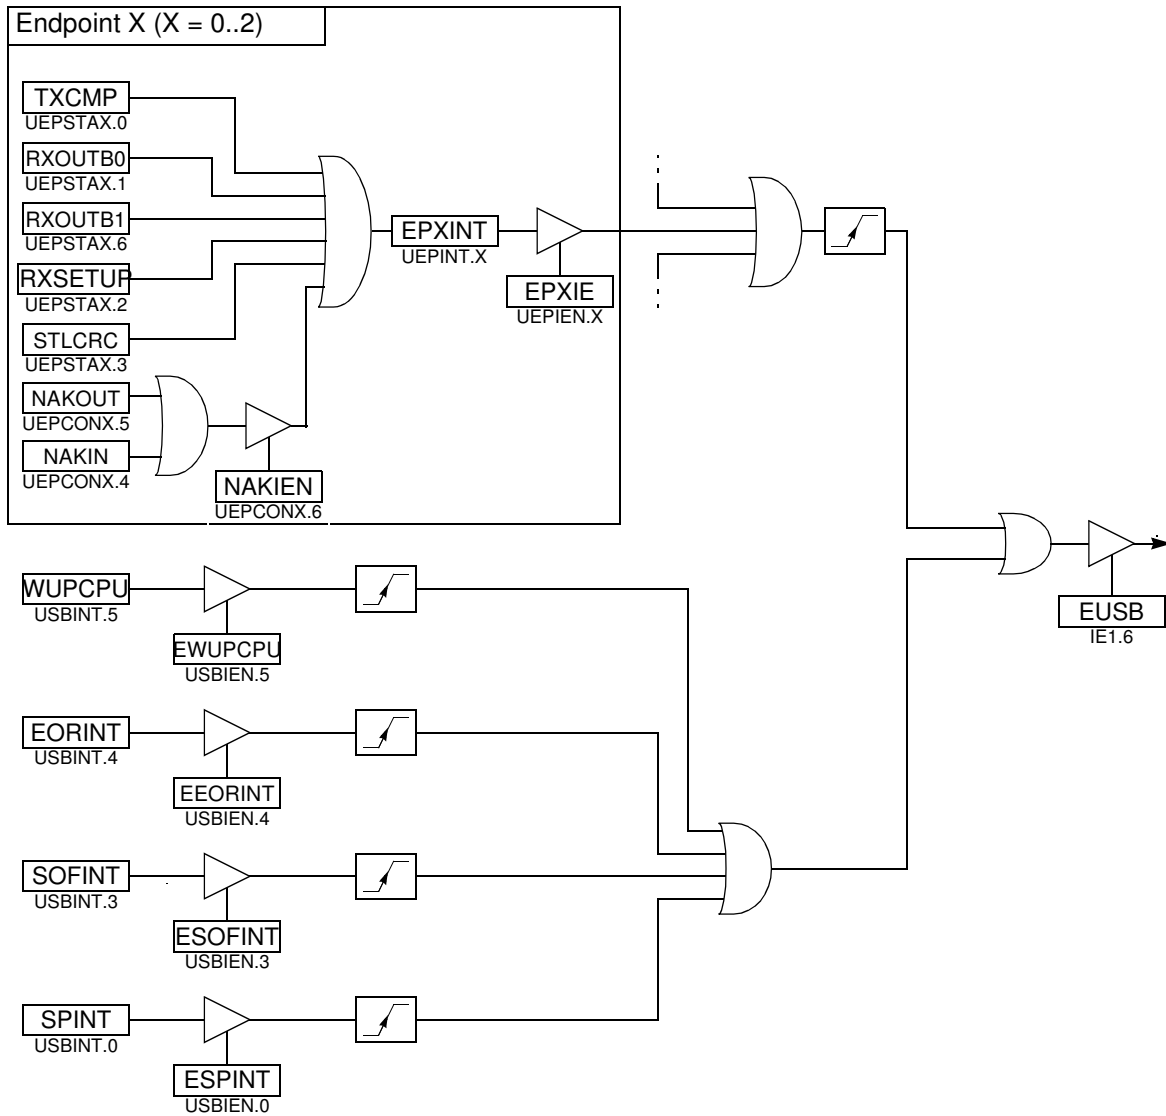 Endpoint X (X = 0..2)
TXCMP
UEPSTAX.0
RXOUTB0
UEPSTAX.1
RXOUTB1
UEPSTAX.6
RXSETUP
UEPSTAX.2
STLCRC
UEPSTAX.3
NAKOUT
UEPCONX.5
NAKIN
UEPCONX.4
NAKIEN
UEPCONX.6
EPXINT
UEPINT.X
EPXIE
UEPIEN.X
EUSB
IE1.6
WUPCPU
USBINT.5
EWUPCPU
USBIEN.5
EORINT
USBINT.4
EEORINT
USBIEN.4
SOFINT
USBINT.3
ESOFINT
USBIEN.3
SPINT
USBINT.0
ESPINT
USBIEN.0